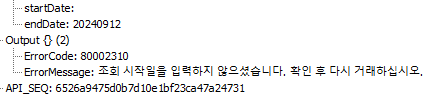 startDate:
endDate: 20240912
Output {} (2)
ErrorCode: 80002310
ErrorMessage: 조회 시작일을 입력하지 않으셨습니다. 확인 후 다시 거래하십시오.
API_SEQ: 6526a9475d0b7d10e1bf23ca47a24731